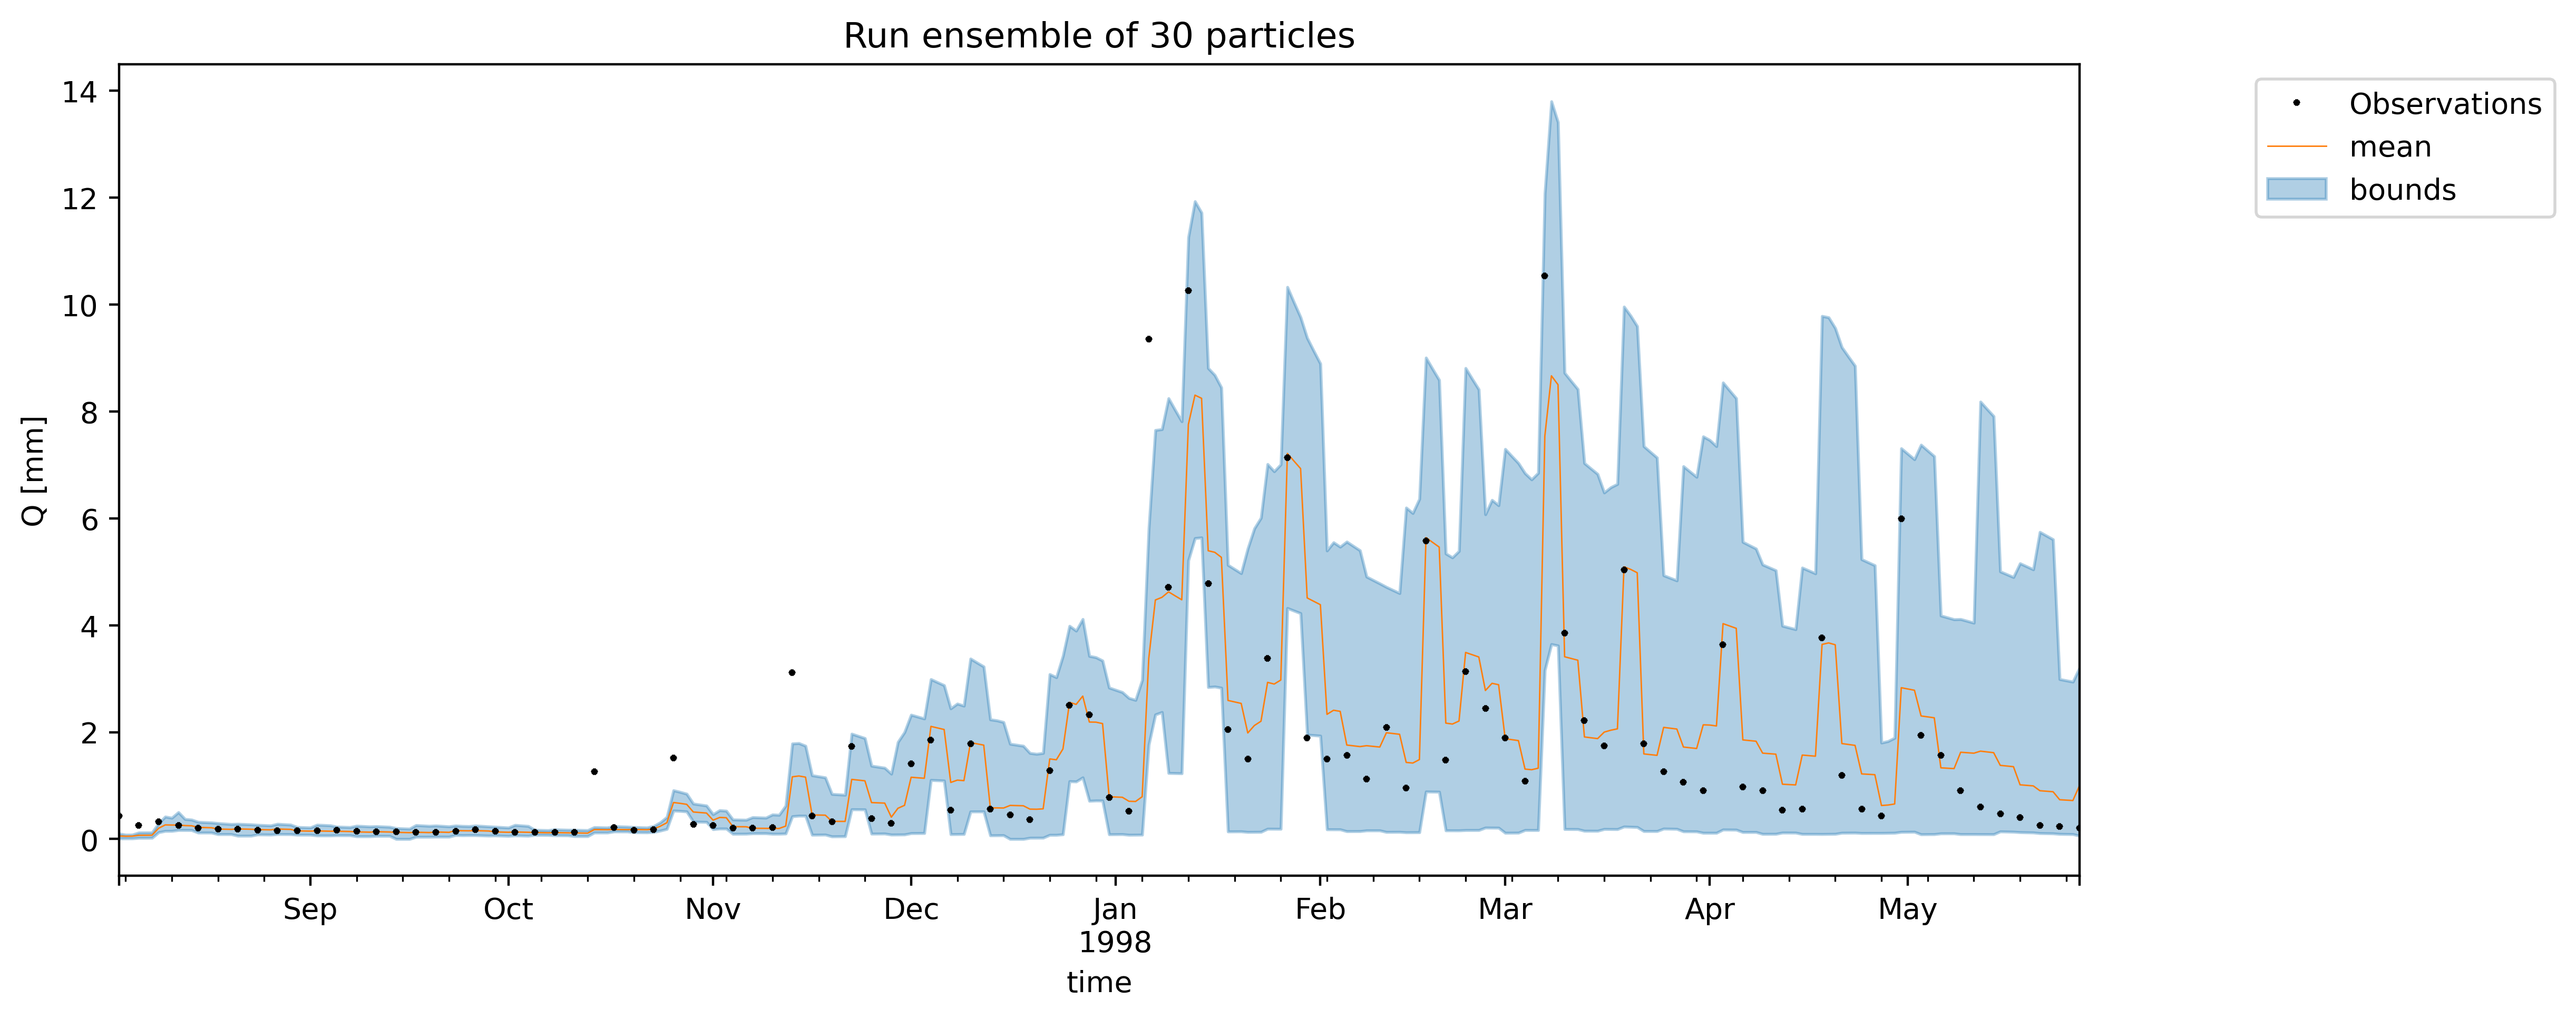 Run ensemble of 30 particles
14
12
10
8
6
4
2
0
Q [mm]
Sep Oct Nov Dec Jan Feb Mar Apr May
1998
time
Observations
mean
bounds